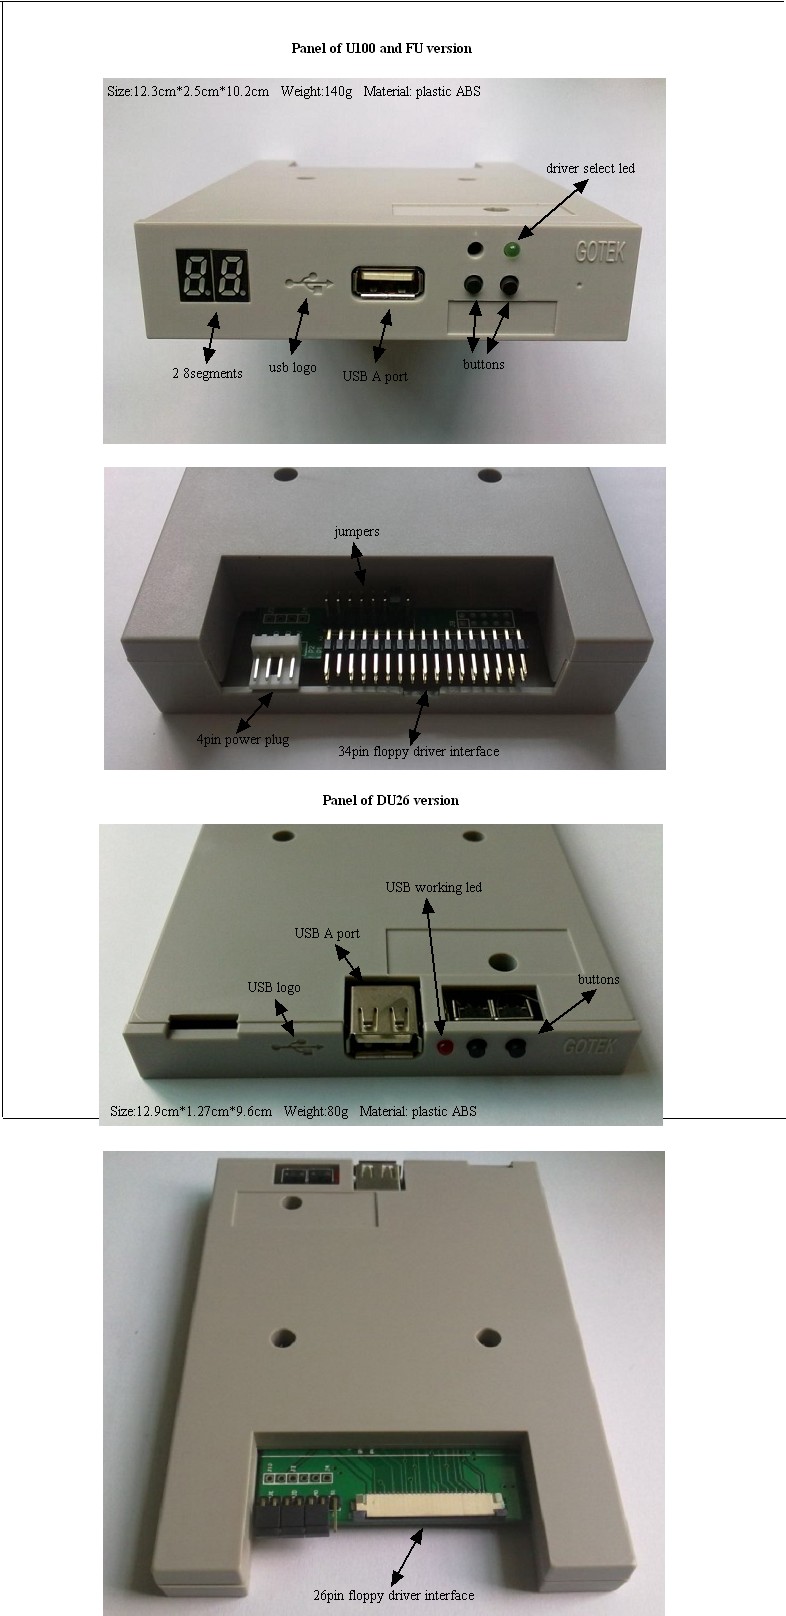 Panel of U100 and FU version
Size:12.3cm*2.5cm*10.2cm Weight:140g Material: plastic ABS
driver select led
GOTEK
2 8segments
usb logo
USB A port
buttons
jumpers
4pin power plug
34pin floppy driver interface
Panel of DU26 version
USB working led
USB A port
USB logo
buttons
GOTEK
Size:12.9cm*1.27cm*9.6cm Weight:80g Material: plastic ABS
26pin floppy driver interface